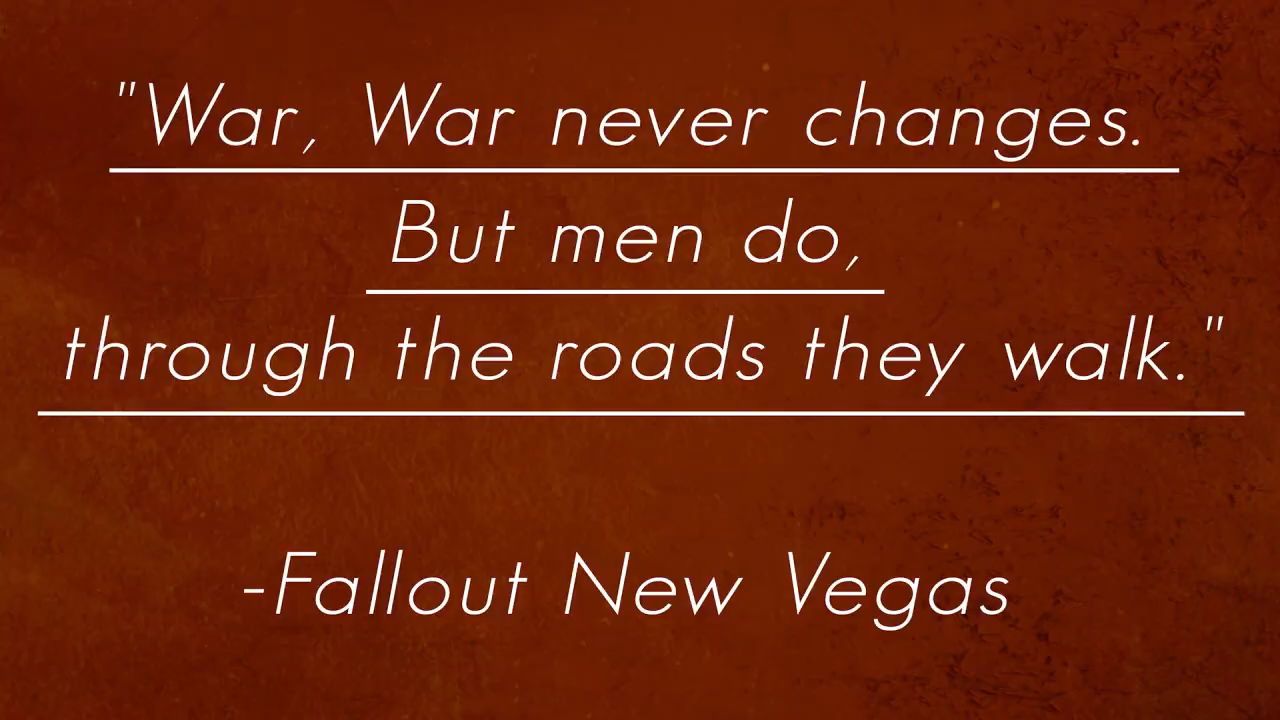 "War, War never changes.
But men do,
through the roads they walk."
-Fallout New Vegas